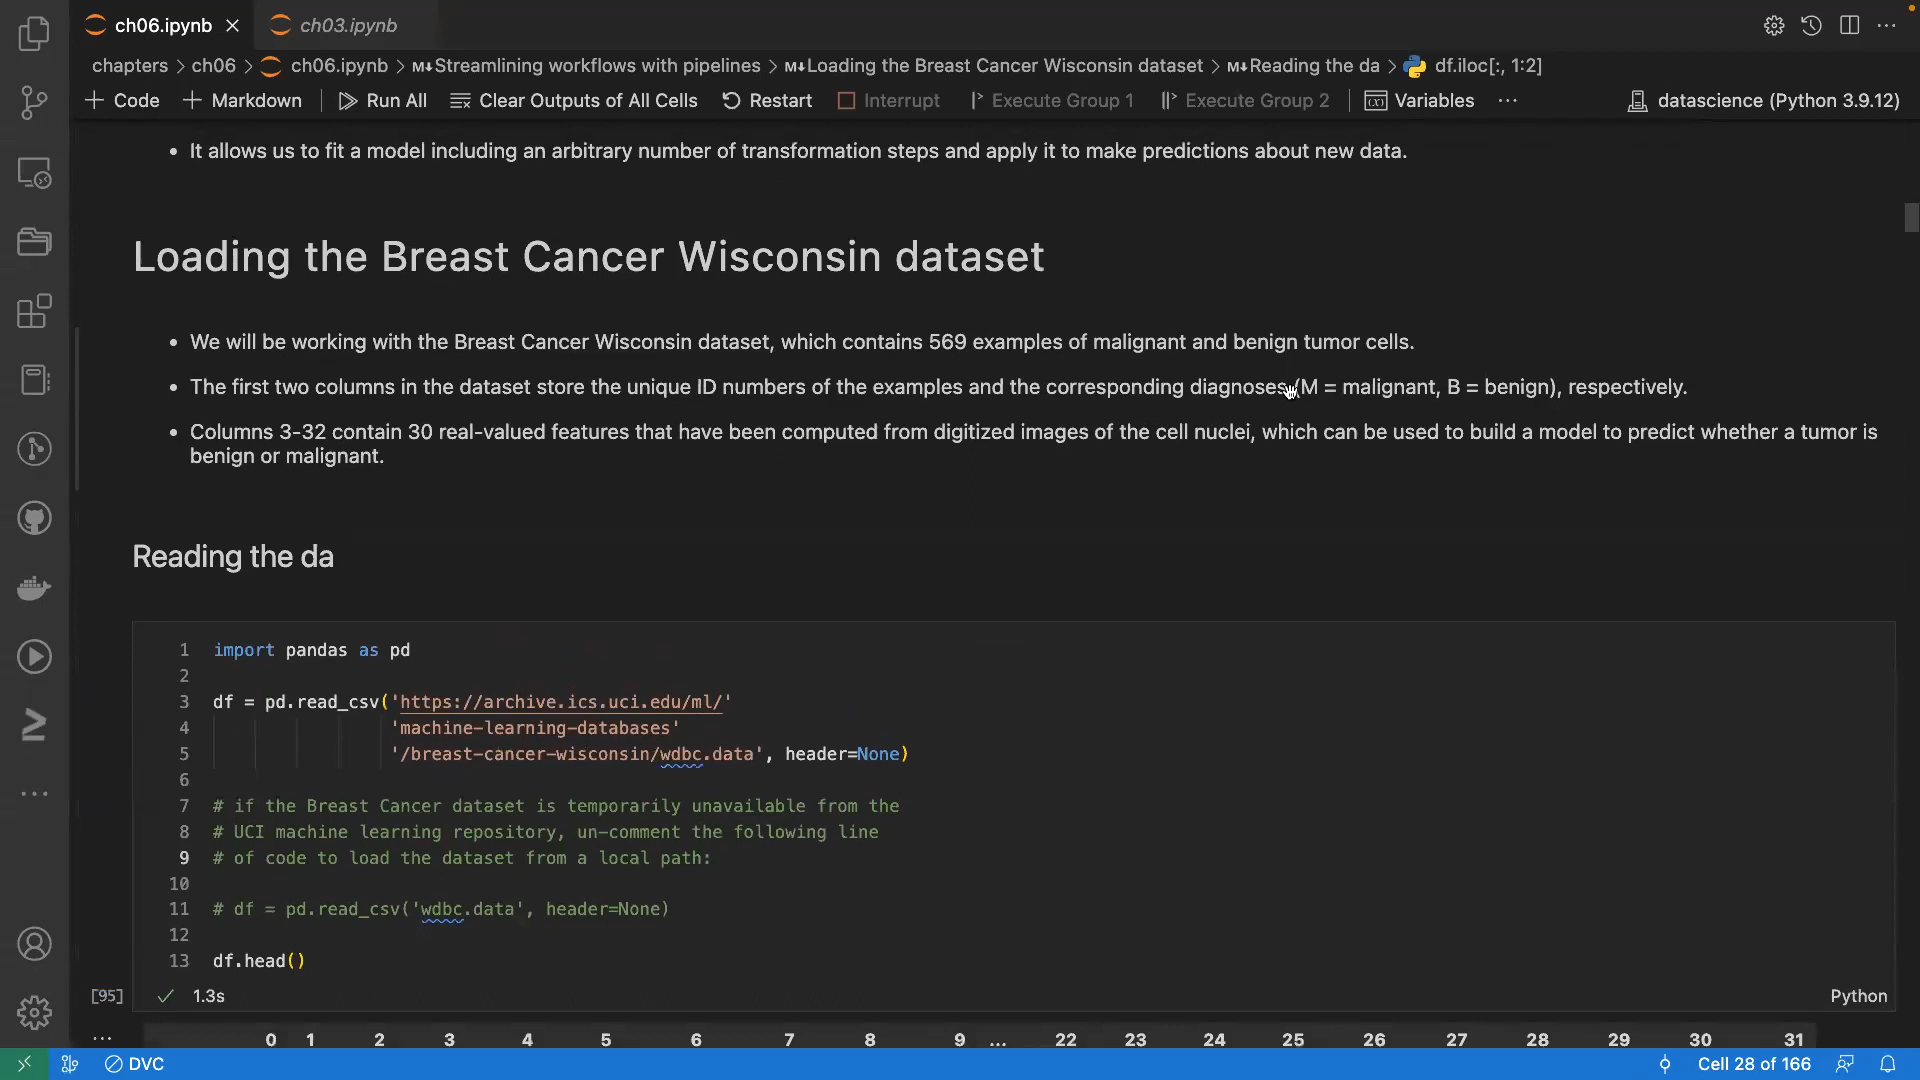 ch06.ipynb
ch03.ipynb
chapters > ch06 > ch06.ipynb > M↓Streamlining workflows with pipelines > M↓Loading the Breast Cancer Wisconsin dataset > M↓Reading the da > df.iloc[:, 1:2]
+ Code + Markdown Run All Clear Outputs of All Cells Restart Interrupt Execute Group 1 Execute Group 2 Variables ... datascience (Python 3.9.12)
• It allows us to fit a model including an arbitrary number of transformation steps and apply it to make predictions about new data.
Loading the Breast Cancer Wisconsin dataset
• We will be working with the Breast Cancer Wisconsin dataset, which contains 569 examples of malignant and benign tumor cells.
• The first two columns in the dataset store the unique ID numbers of the examples and the corresponding diagnoses (M = malignant, B = benign), respectively.
• Columns 3-32 contain 30 real-valued features that have been computed from digitized images of the cell nuclei, which can be used to build a model to predict whether a tumor is
benign or malignant.
Reading the da
1 import pandas as pd
2
3 df = pd.read_csv('https://archive.ics.uci.edu/ml/'
4 'machine-learning-databases'
5 '/breast-cancer-wisconsin/wdbc.data', header=None)
6
7 # if the Breast Cancer dataset is temporarily unavailable from the
8 # UCI machine learning repository, un-comment the following line
9 # of code to load the dataset from a local path:
10
11 # df = pd.read_csv('wdbc.data', header=None)
12
13 df.head()
[95] ✓ 1.3s Python
... 0 1 2 3 4 5 6 7 8 9 ... 22 23 24 25 26 27 28 29 30 31
DVC Cell 28 of 166